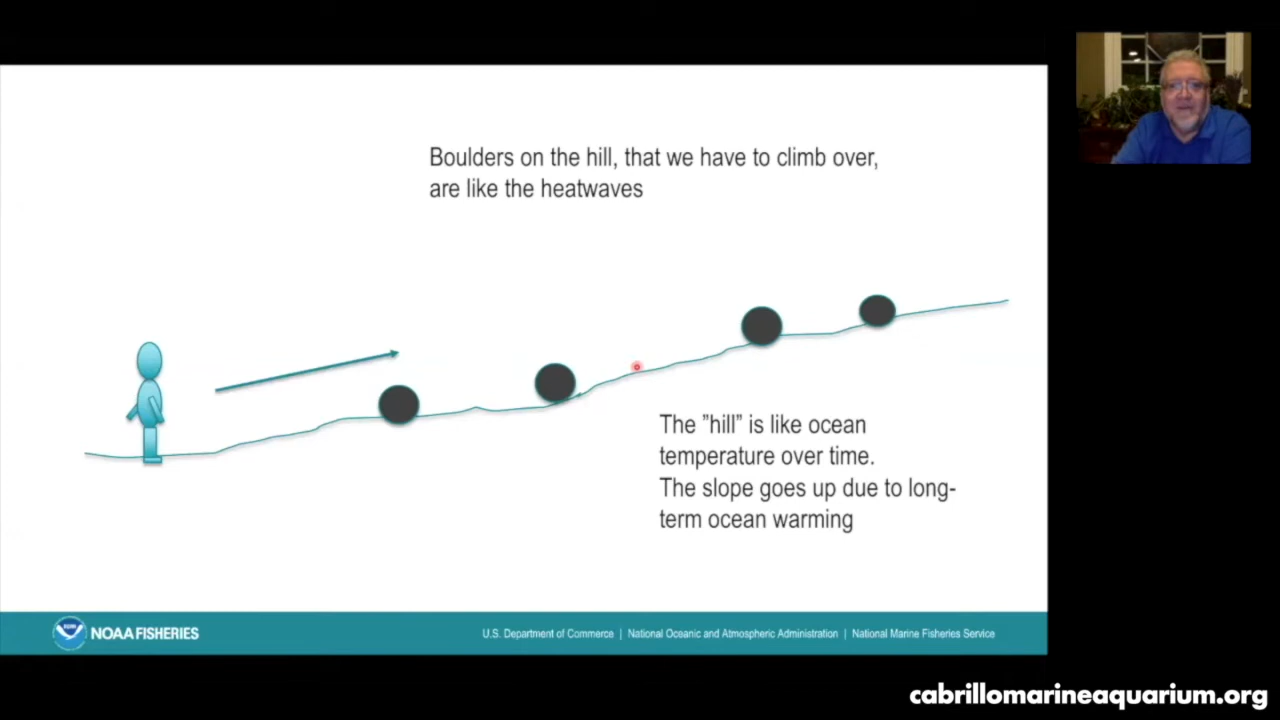 Boulders on the hill, that we have to climb over,
are like the heatwaves
The ”hill” is like ocean
temperature over time.
The slope goes up due to long-
term ocean warming
NOAA FISHERIES
U.S. Department of Commerce | National Oceanic and Atmospheric Administration | National Marine Fisheries Service
cabrillomarineaquarium.org